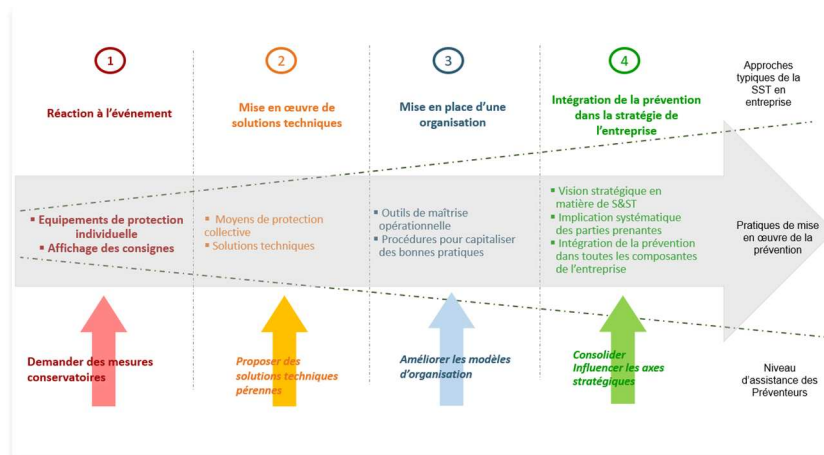 1
2
3
4
Approches
typiques de la
SST en
entreprise
Réaction à l'événement
Mise en œuvre de
solutions techniques
Mise en place d'une
organisation
Intégration de la prévention
dans la stratégie de
l'entreprise
▪ Equipements de protection
individuelle
▪ Affichage des consignes
▪ Moyens de protection
collective
▪ Solutions techniques
▪ Outils de maîtrise
opérationnelle
▪ Procédures pour capitaliser
des bonnes pratiques
▪ Vision stratégique en
matière de S&ST
▪ Implication systématique
des parties prenantes
▪ Intégration de la prévention
dans toutes les composantes
de l'entreprise
Pratiques de mise
en œuvre de la
prévention
Demander des mesures
conservatoires
Proposer des
solutions techniques
pérennes
Améliorer les modèles
d'organisation
Consolider
Influencer les axes
stratégiques
Niveau
d'assistance des
Préventeurs